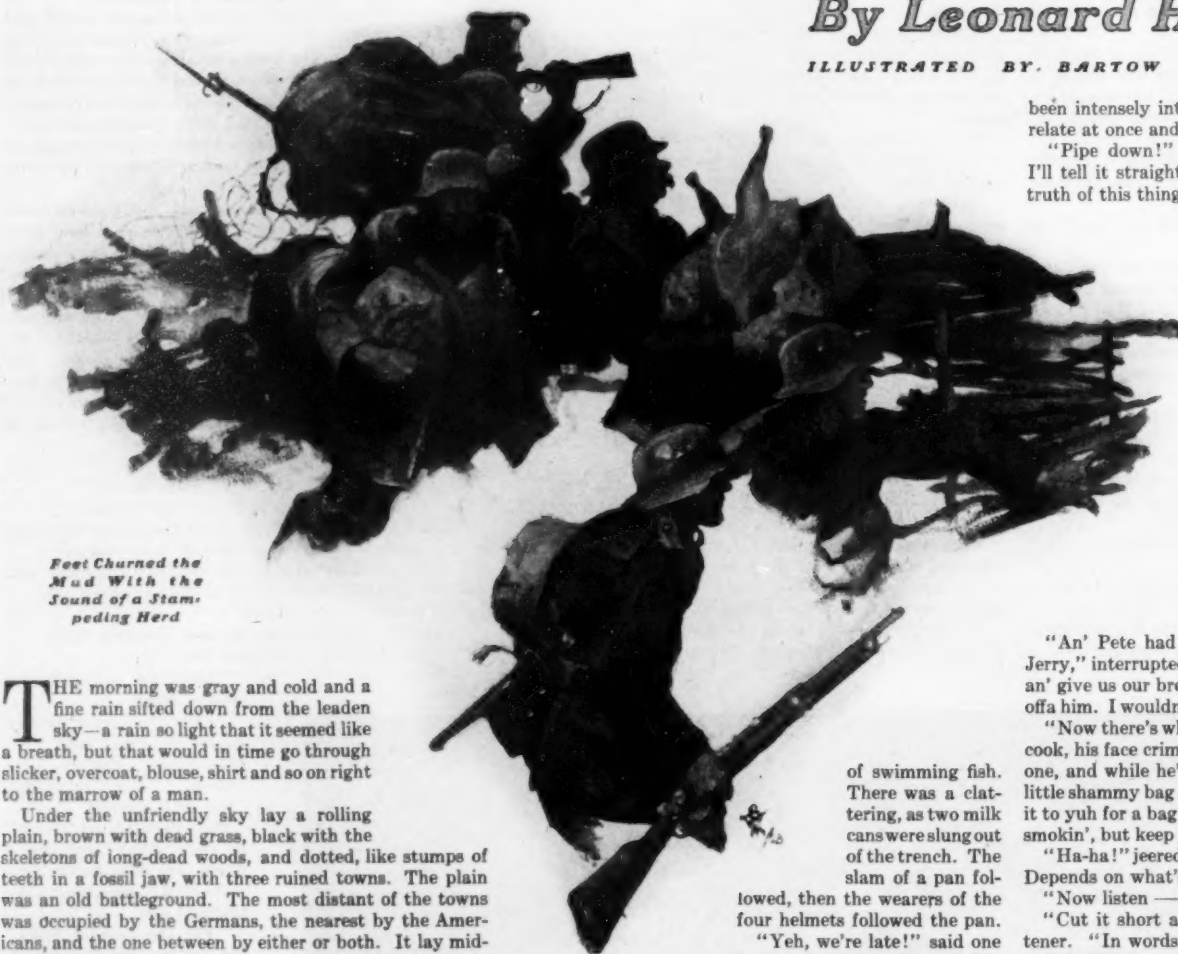 By Leonard H
ILLUSTRATED BY BARTOW
been intensely int
relate at once and
"Pipe down!"
I'll tell it straight
truth of this thing
Feet Churned the
Mud With the
Sound of a Stam-
peding Herd
THE morning was gray and cold and a
fine rain sifted down from the leaden
sky—a rain so light that it seemed like
a breath, but that would in time go through
slicker, overcoat, blouse, shirt and so on right
to the marrow of a man.
Under the unfriendly sky lay a rolling
plain, brown with dead grass, black with the
skeletons of long-dead woods, and dotted, like stumps of
teeth in a fossil jaw, with three ruined towns. The plain
was an old battleground. The most distant of the towns
was occupied by the Germans, the nearest by the Amer-
icans, and the one between by either or both. It lay mid-
of swimming fish.
There was a clat-
tering, as two milk
cans were slung out
of the trench. The
slam of a pan fol-
lowed, then the wearers of the
four helmets followed the pan.
"Yeh, we're late!" said one
"An' Pete had
Jerry," interrupted
an' give us our bre
offa him. I wouldn
"Now there's wh
cook, his face crim
one, and while he'
little shammy bag
it to yuh for a bag
smokin', but keep
"Ha-ha!" jeered
Depends on what'
"Now listen—
"Cut it short a
tener. "In words